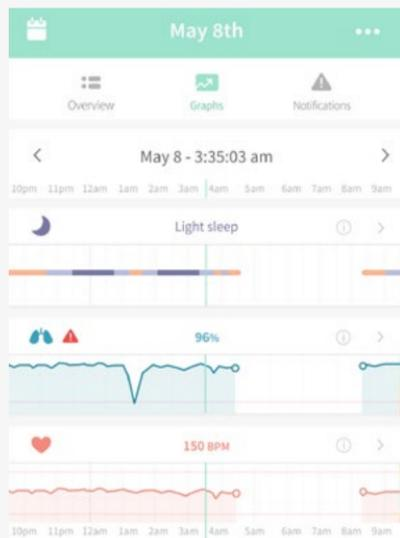 May 8th
Overview
Graphs
Notifications
May 8 - 3:35:03 am
10pm 11pm 12am 1am 2am 3am 4am 5am 6am 7am 8am 9am
Light sleep
96%
150 BPM
10pm 11pm 12am 1am 2am 3am 4am 5am 6am 7am 8am 9am